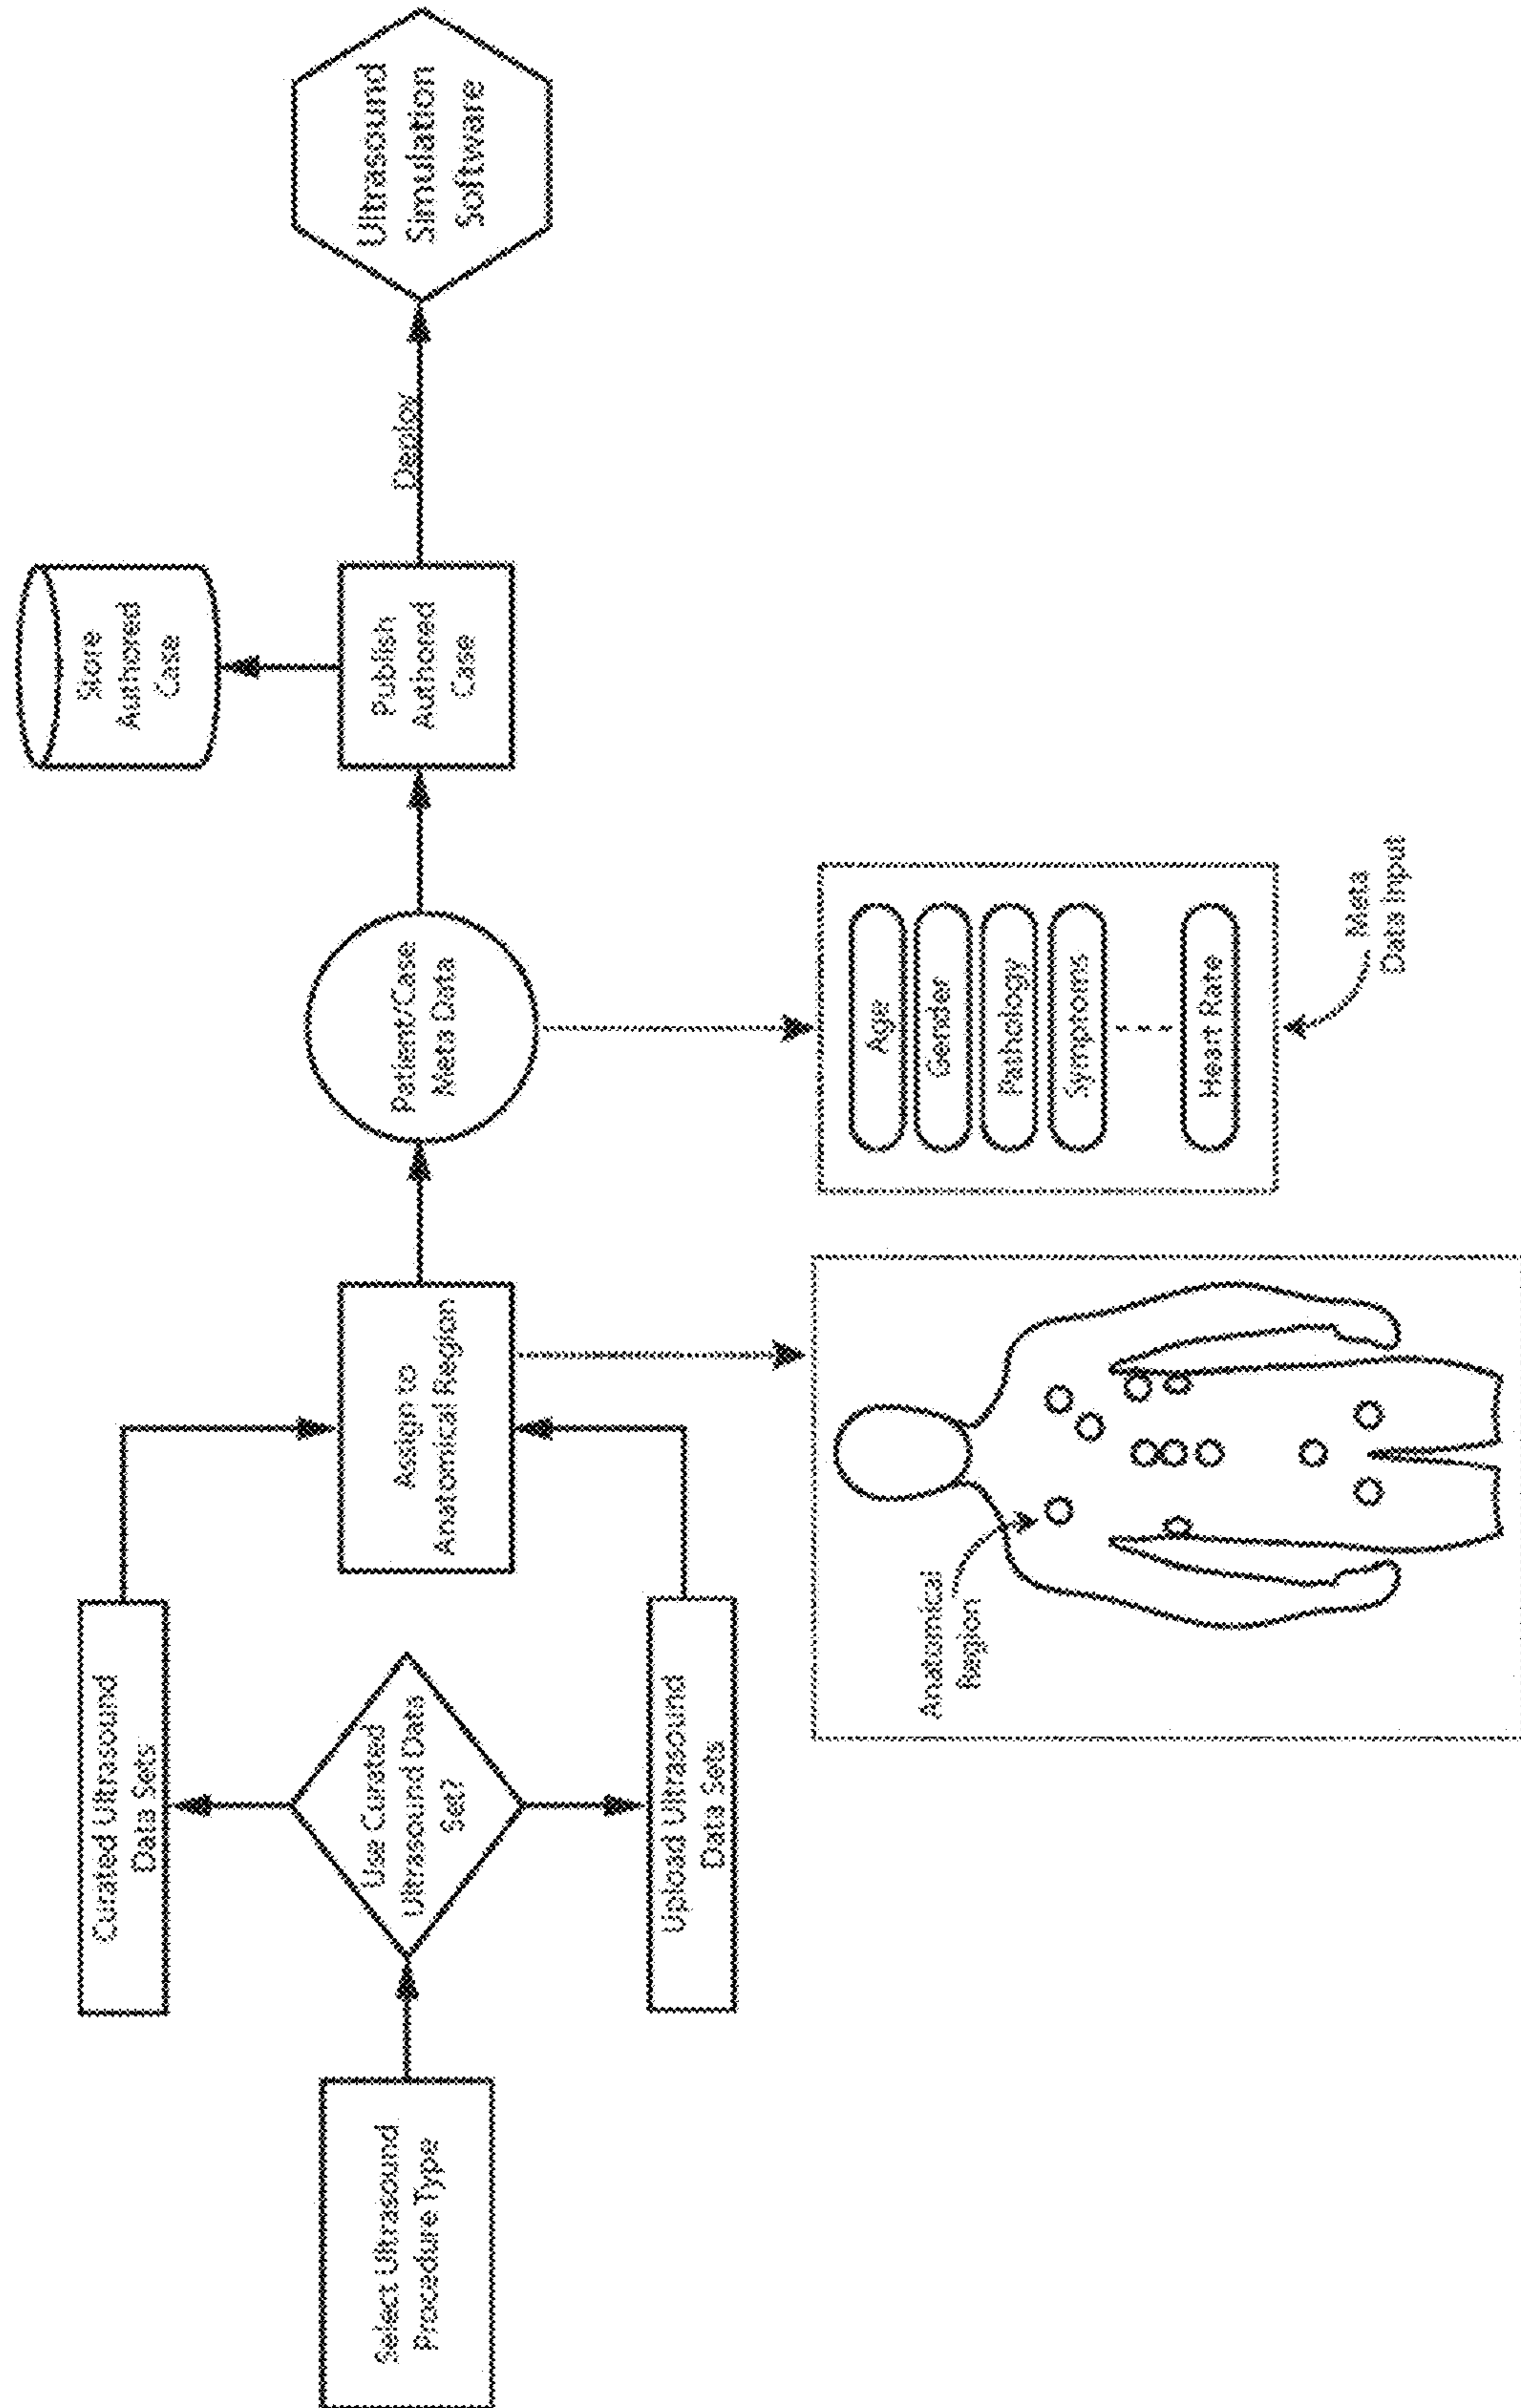 Select Ultrasound
Procedure Type
Use Curated
Ultrasound Data
Set?
Curated Ultrasound
Data Sets
Upload Ultrasound
Data Sets
Assign to
Anatomical Region
Anatomical
Region
Patient/Case
Meta Data
Age
Gender
Pathology
Symptoms
Heart Rate
Meta
Data Input
Publish
Authored
Case
Store
Authored
Case
Deploy
Ultrasound
Simulation
Software